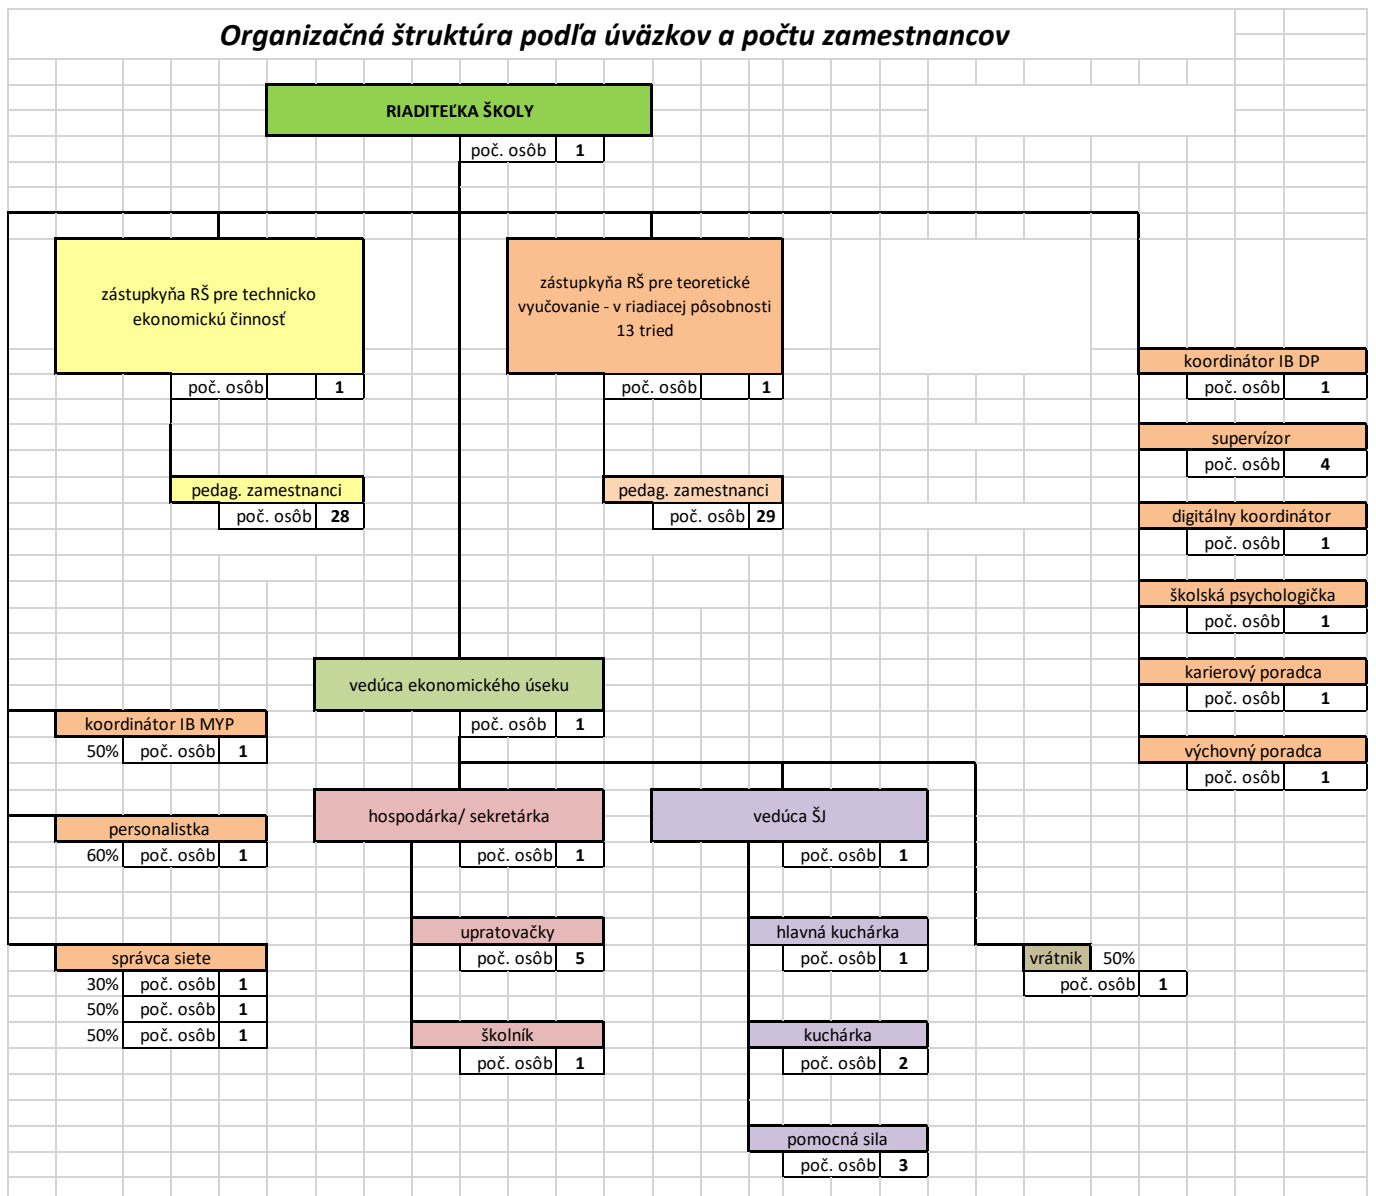 Organizačná štruktúra podľa úväzkov a počtu zamestnancov
RIADITEĽKA ŠKOLY
poč. osôb 1
zástupkyňa RŠ pre technicko
ekonomickú činnosť
poč. osôb 1
pedag. zamestnanci
poč. osôb 28
zástupkyňa RŠ pre teoretické
vyučovanie - v riadiacej pôsobnosti
13 tried
poč. osôb 1
pedag. zamestnanci
poč. osôb 29
koordinátor IB DP
poč. osôb 1
supervízor
poč. osôb 4
digitálny koordinátor
poč. osôb 1
školská psychologička
poč. osôb 1
karierový poradca
poč. osôb 1
výchovný poradca
poč. osôb 1
vedúca ekonomického úseku
poč. osôb 1
koordinátor IB MYP
50% poč. osôb 1
personalistka
60% poč. osôb 1
správca siete
30% poč. osôb 1
50% poč. osôb 1
50% poč. osôb 1
hospodárka/ sekretárka
poč. osôb 1
upratovačky
poč. osôb 5
školník
poč. osôb 1
vedúca ŠJ
poč. osôb 1
hlavná kuchárka
poč. osôb 1
kuchárka
poč. osôb 2
pomocná sila
poč. osôb 3
vrátnik 50%
poč. osôb 1